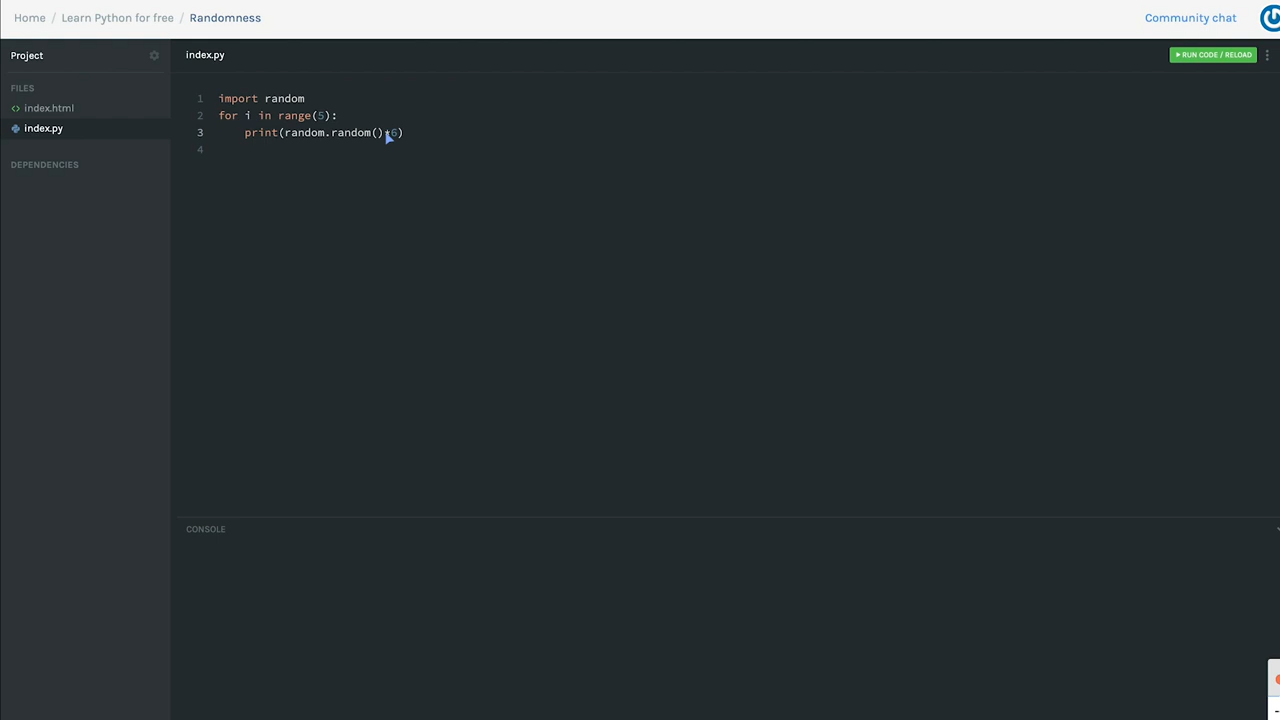 Home / Learn Python for free / Randomness
Community chat
Project
index.py
RUN CODE / RELOAD
FILES
index.html
index.py
DEPENDENCIES
1 import random
2 for i in range(5):
3 print(random.random()*6)
4
CONSOLE